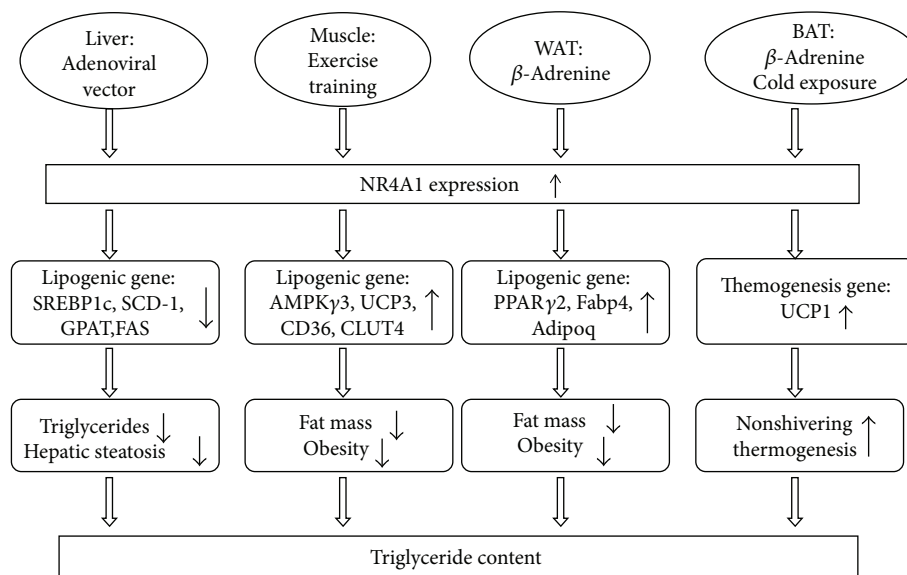 Liver:
Adenoviral
vector
Muscle:
Exercise
training
WAT:
β-Adrenine
BAT:
β-Adrenine
Cold exposure
NR4A1 expression ↑
Lipogenic gene:
SREBP1c, SCD-1,
GPAT,FAS ↓
Lipogenic gene:
AMPKγ3, UCP3,
CD36, CLUT4 ↑
Lipogenic gene:
PPARγ2, Fabp4,
Adipoq ↑
Themogenesis gene:
UCP1 ↑
Triglycerides ↓
Hepatic steatosis ↓
Fat mass ↓
Obesity ↓
Fat mass ↓
Obesity ↓
Nonshivering
thermogenesis ↑
Triglyceride content